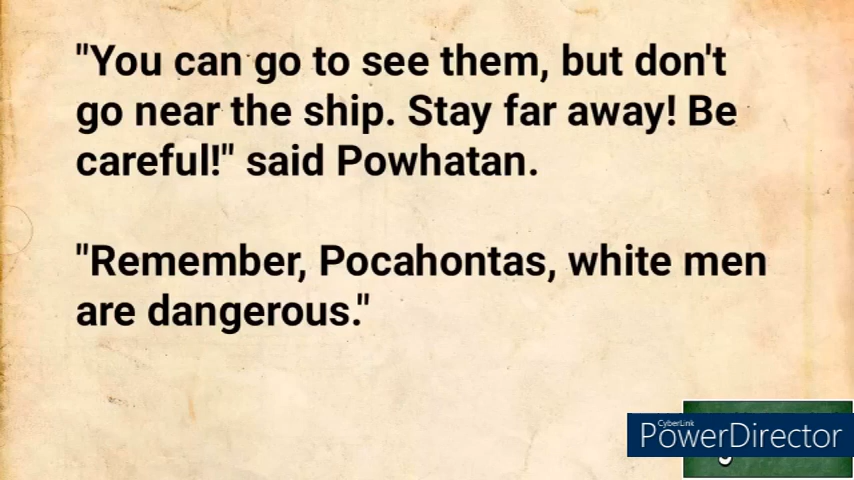 "You can go to see them, but don't
go near the ship. Stay far away! Be
careful!" said Powhatan.
"Remember, Pocahontas, white men
are dangerous."
CyberLink
PowerDirector